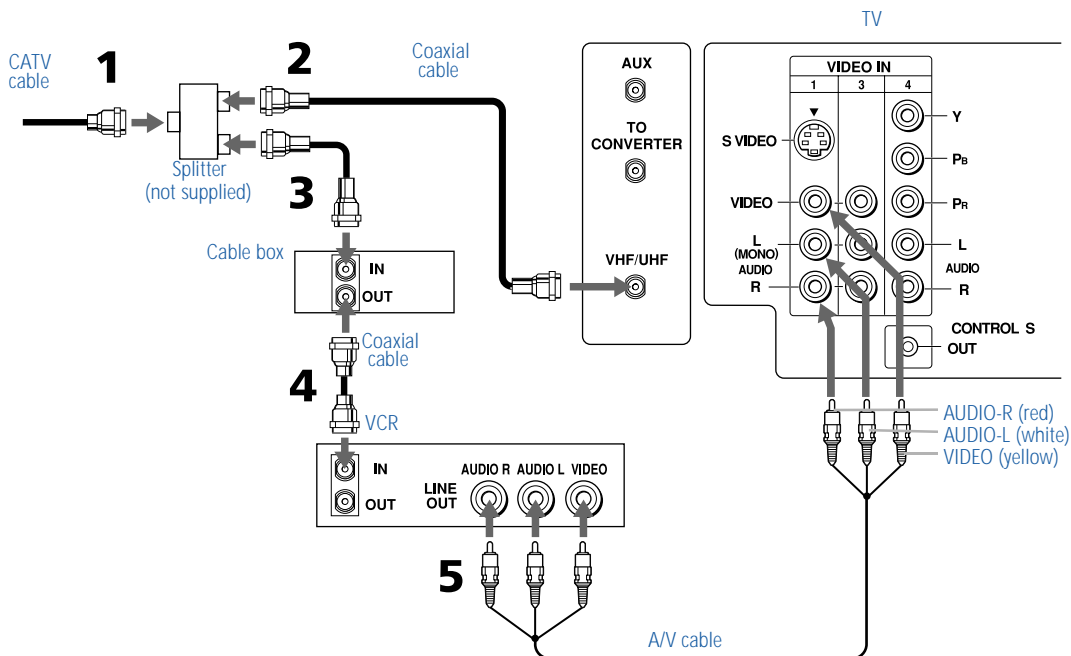 TV
CATV
cable
1
2
Coaxial
cable
AUX
TO
CONVERTER
VHF/UHF
VIDEO IN
1 3 4
S VIDEO
Y
PB
VIDEO
PR
L
(MONO)
AUDIO
R
L
AUDIO
R
CONTROL S
OUT
Splitter
(not supplied)
3
Cable box
IN
OUT
Coaxial
cable
4
VCR
IN
OUT
LINE
OUT
AUDIO R AUDIO L VIDEO
AUDIO-R (red)
AUDIO-L (white)
VIDEO (yellow)
5
A/V cable